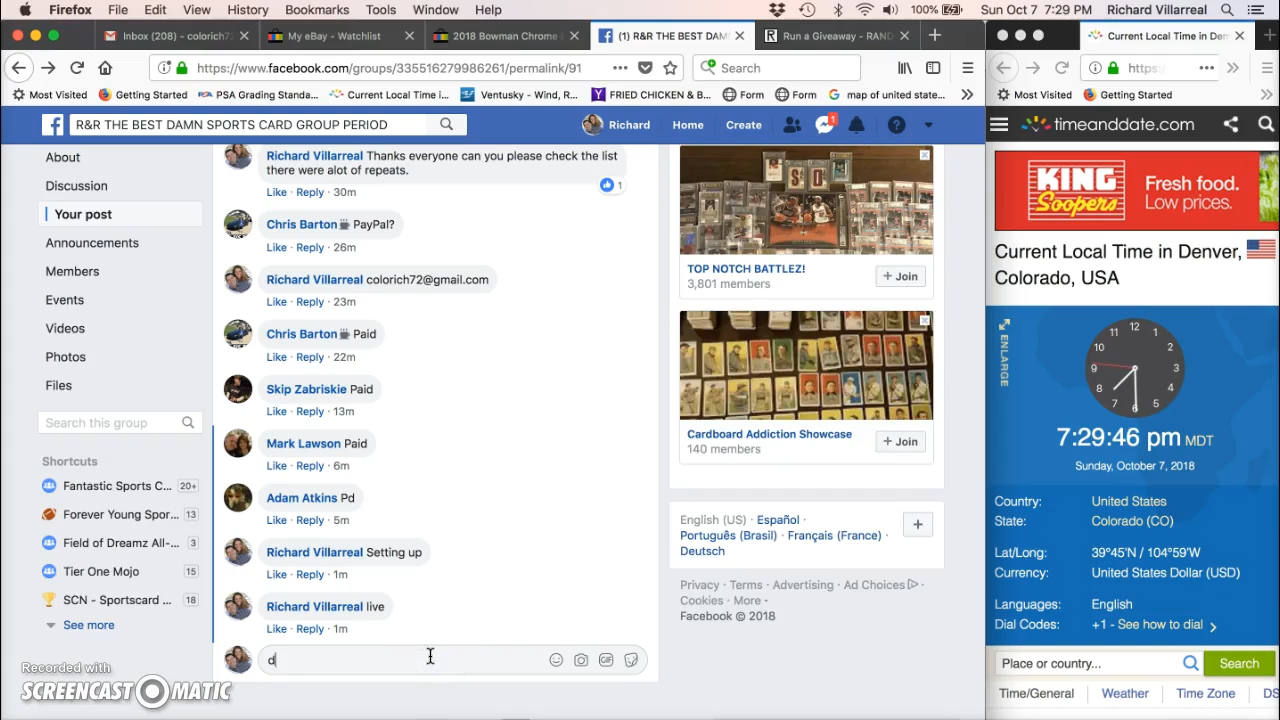 Firefox File Edit View History Bookmarks Tools Window Help 100% Sun Oct 7 7:29 PM Richard Villarreal
Inbox (208) - colorich72 × My eBay - Watchlist × 2018 Bowman Chrome × (1) R&R THE BEST DAMN × Run a Giveaway - RAND × + Current Local Time in Den ×
https://www.facebook.com/groups/335516279986261/permalink/91 Search https:
Most Visited Getting Started PSA Grading Standa... Current Local Time i... Ventusky - Wind, R... FRIED CHICKEN & B... Form Form map of united state... Most Visited Getting Started
R&R THE BEST DAMN SPORTS CARD GROUP PERIOD Richard Home Create 1
timeanddate.com
About
Discussion
Your post
Announcements
Members
Events
Videos
Photos
Files
Search this group
Shortcuts
Fantastic Sports C... 20+
Forever Young Spor... 13
Field of Dreamz All-... 3
Tier One Mojo 15
SCN - Sportscard ... 18
See more
Richard Villarreal Thanks everyone can you please check the list
there were alot of repeats.
1
Like · Reply · 30m
Chris Barton PayPal?
Like · Reply · 26m
Richard Villarreal colorich72@gmail.com
Like · Reply · 23m
Chris Barton Paid
Like · Reply · 22m
Skip Zabriskie Paid
Like · Reply · 13m
Mark Lawson Paid
Like · Reply · 6m
Adam Atkins Pd
Like · Reply · 5m
Richard Villarreal Setting up
Like · Reply · 1m
Richard Villarreal live
Like · Reply · 1m
d
GIF
TOP NOTCH BATTLEZ!
3,801 members
+ Join
Cardboard Addiction Showcase
140 members
+ Join
English (US) · Español ·
Português (Brasil) · Français (France) ·
Deutsch
+
Privacy · Terms · Advertising · Ad Choices ·
Cookies · More
Facebook © 2018
KING
Soopers
Fresh food.
Low prices.
Current Local Time in Denver,
Colorado, USA
ENLARGE
12
11 1
10 2
9 3
8 4
7 5
6
7:29:46 pm MDT
Sunday, October 7, 2018
Country: United States
State: Colorado (CO)
Lat/Long: 39°45'N / 104°59'W
Currency: United States Dollar (USD)
Languages: English
Dial Codes: +1 - See how to dial
Place or country... Search
Time/General Weather Time Zone DS
Recorded with
SCREENCAST MATIC